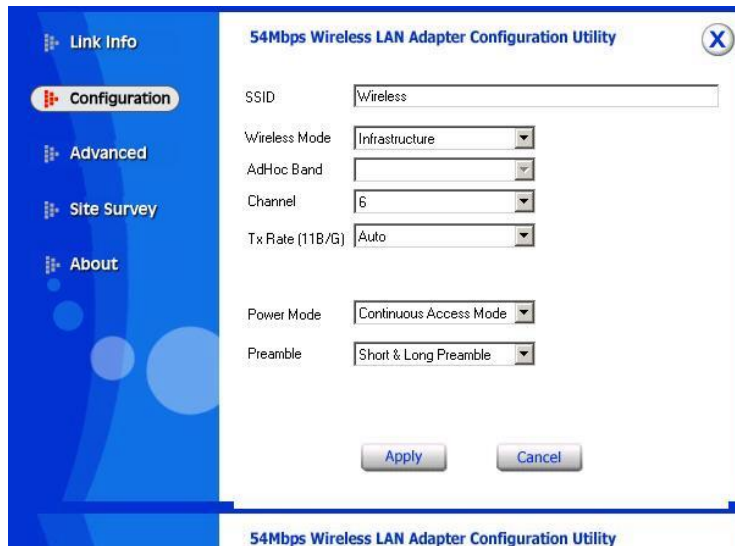 Link Info
Configuration
Advanced
Site Survey
About
54Mbps Wireless LAN Adapter Configuration Utility
X
SSID Wireless
Wireless Mode Infrastructure
AdHoc Band
Channel 6
Tx Rate (11B/G) Auto
Power Mode Continuous Access Mode
Preamble Short & Long Preamble
Apply Cancel
54Mbps Wireless LAN Adapter Configuration Utility